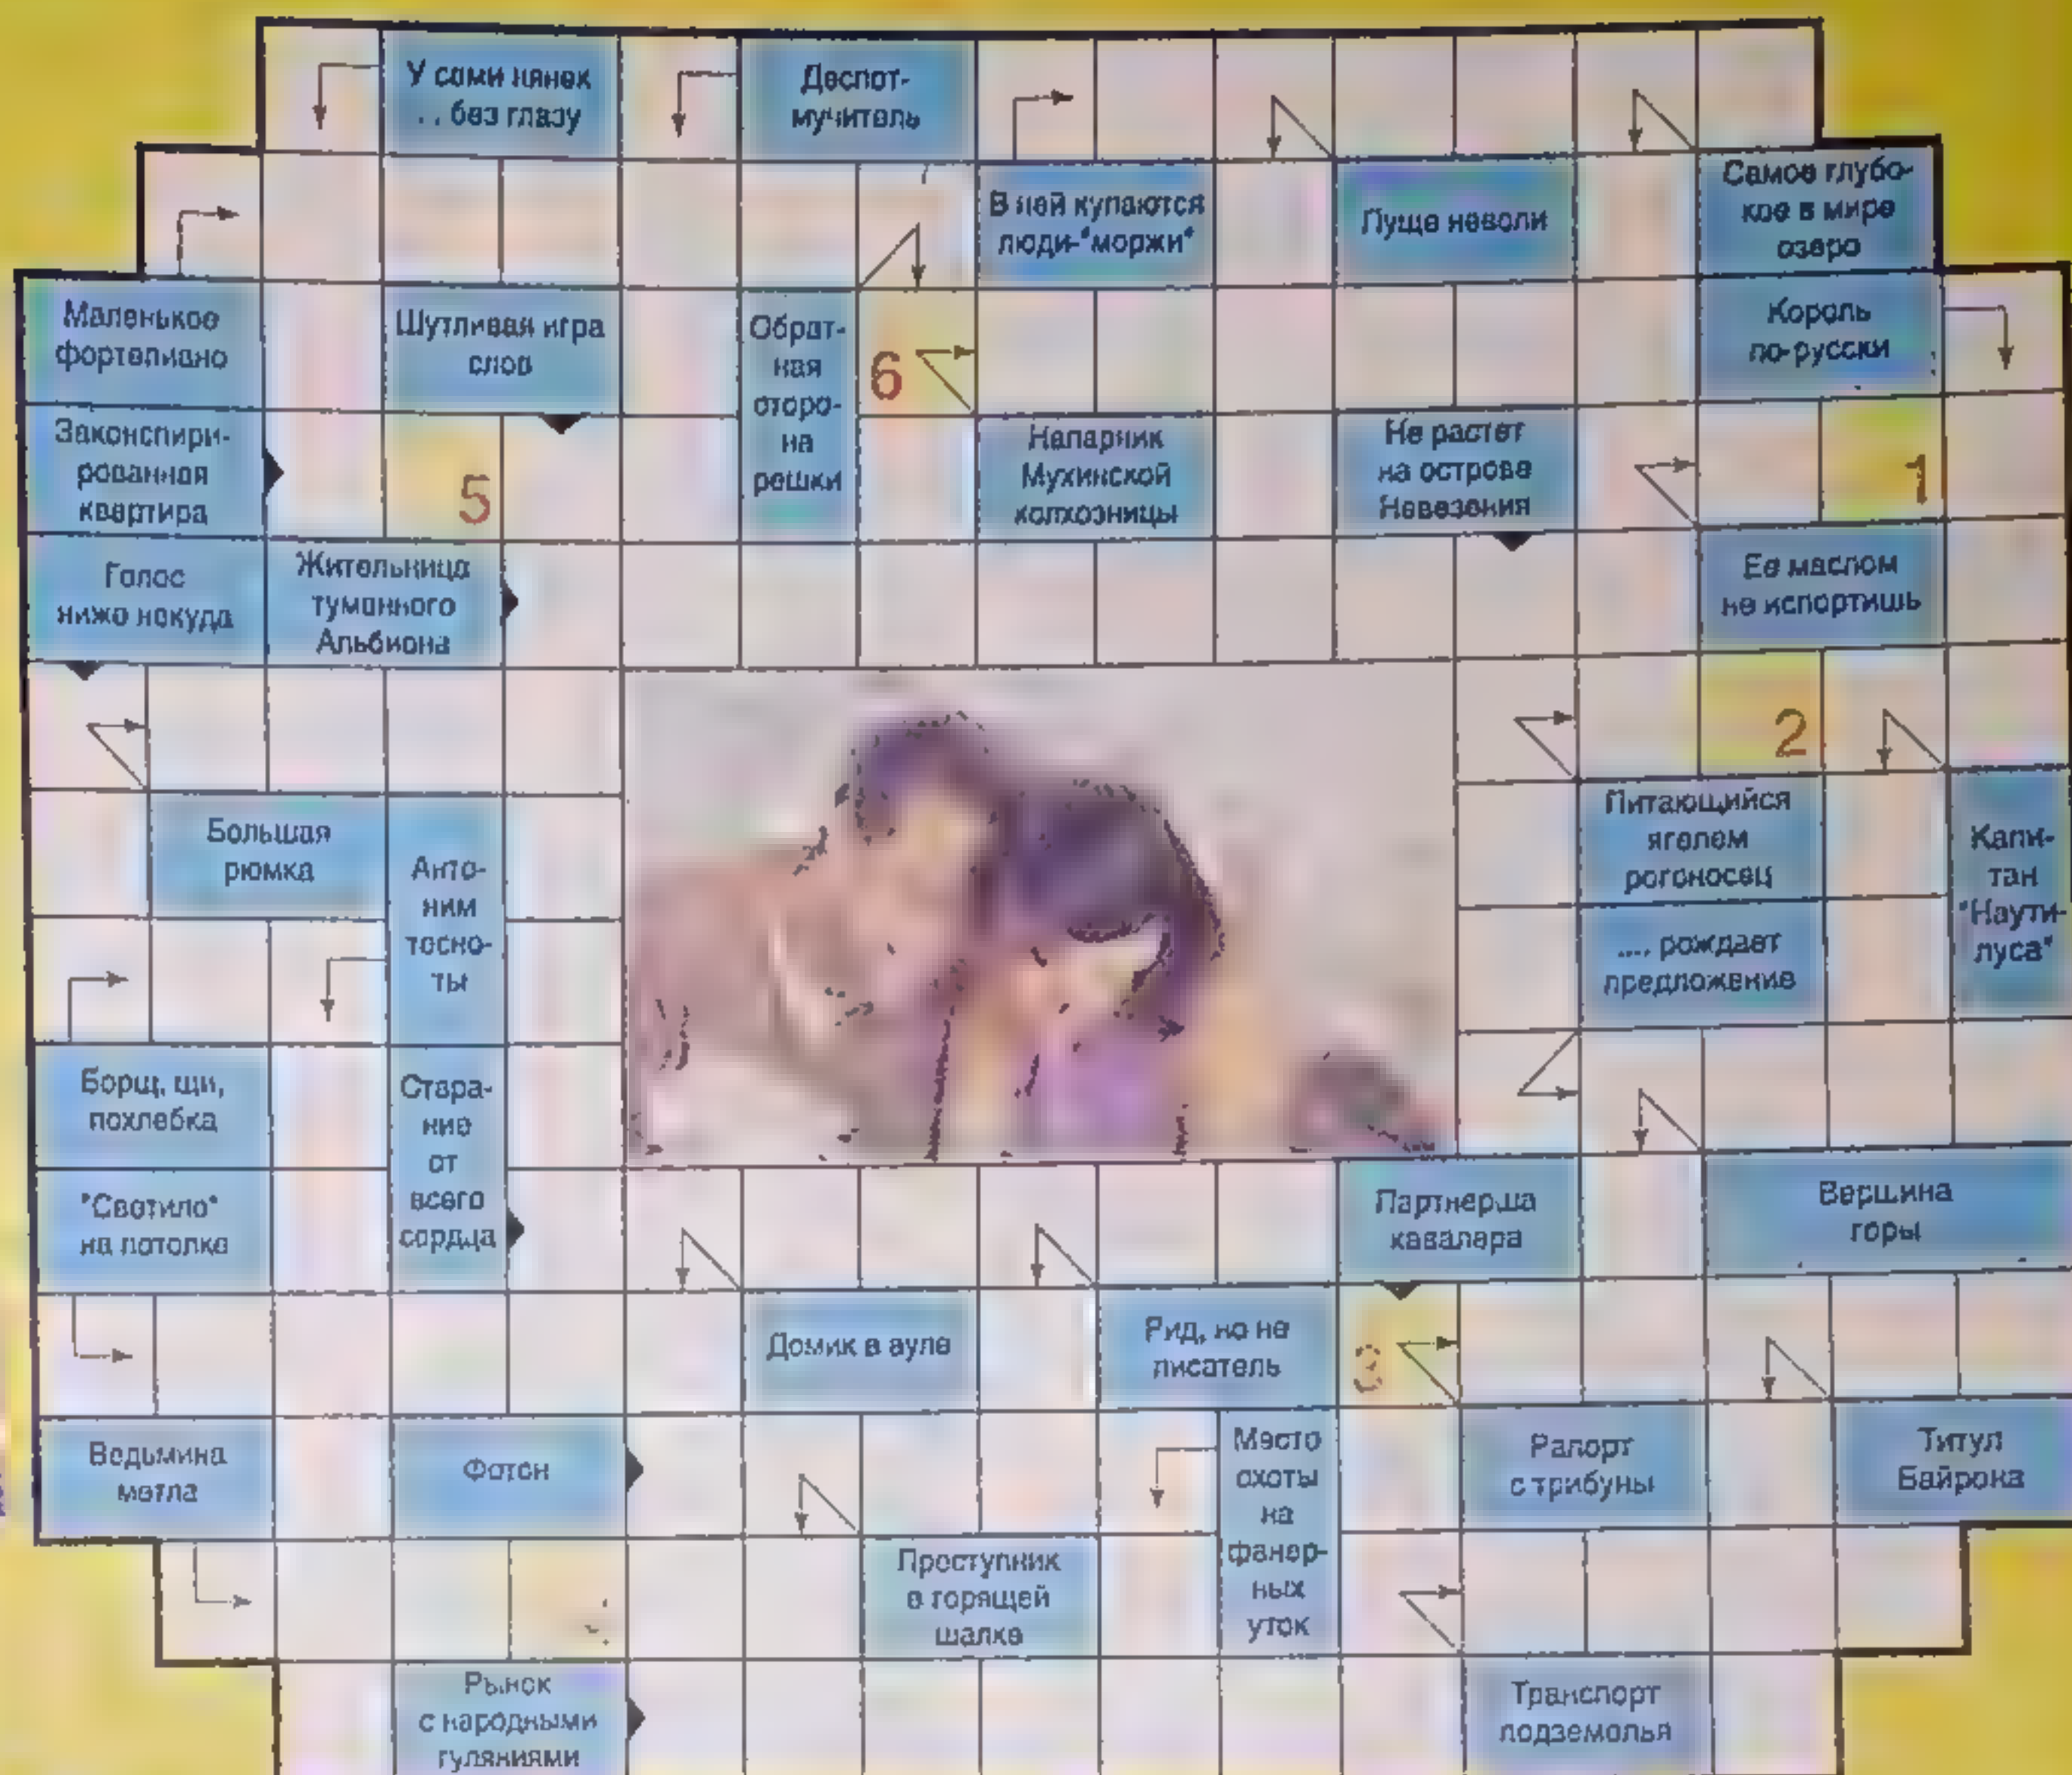 У семи нянек
... без глазу
Деспот-
мучитель
В ней купаются
люди-"моржи"
Пуще неволи
Самое глубо-
кое в мире
озеро
Маленькое
фортепиано
Шутливая игра
слов
Обрат-
ная
сторо-
на
решки
6
Король
по-русски
Законспири-
рованная
квартира
5
Напарник
Мухинской
колхозницы
Не растет
на острове
Невезения
1
Голос
ниже некуда
Жительница
туманного
Альбиона
Ее маслом
не испортишь
2
Большая
рюмка
Анто-
ним
тесно-
ты
Питающийся
ягелем
рогоносец
Капи-
тан
"Наути-
луса"
.... рождает
предложение
Борщ, щи,
похлебка
Стара-
ние
от
всего
сердца
"Светило"
на потолке
Партнерша
кавалера
Вершина
горы
Домик в ауле
Рид, но не
писатель
3
Ведьмина
метла
Фотон
Место
охоты
на
фанер-
ных
уток
Рапорт
с трибуны
Титул
Байрона
Преступник
в горящей
шапке
Рынок
с народными
гуляниями
Транспорт
подземелья